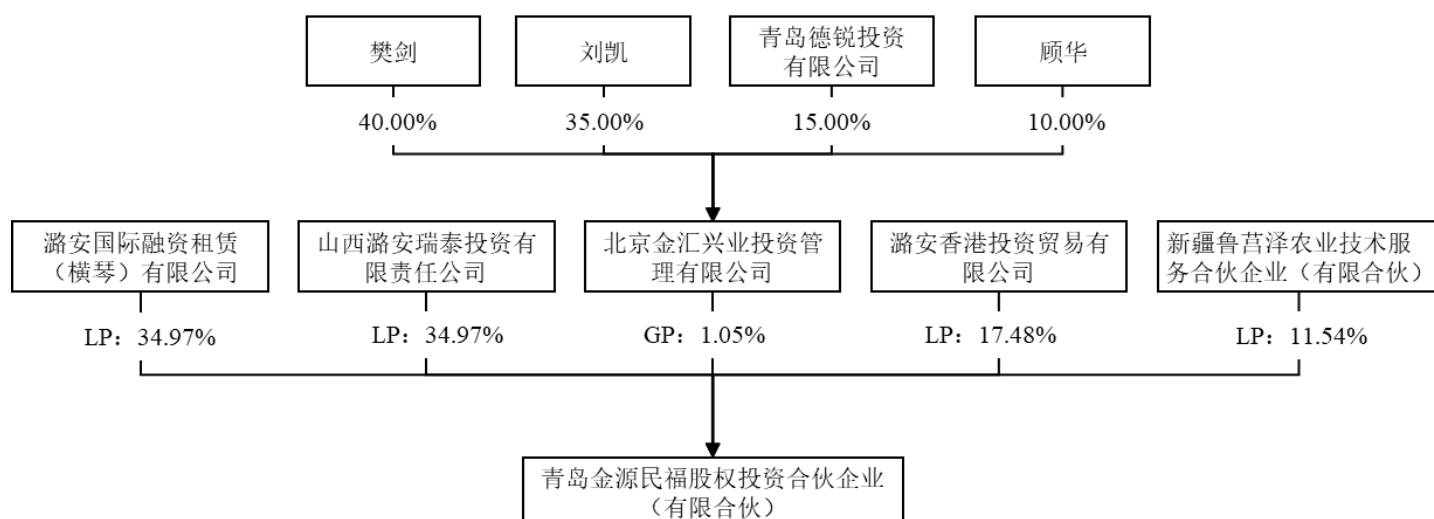 樊剑
刘凯
青岛德锐投资
有限公司
顾华
40.00%
35.00%
15.00%
10.00%
潞安国际融资租赁
（横琴）有限公司
山西潞安瑞泰投资有
限责任公司
北京金汇兴业投资管
理有限公司
潞安香港投资贸易有
限公司
新疆鲁莒泽农业技术服
务合伙企业（有限合伙）
LP：34.97%
LP：34.97%
GP：1.05%
LP：17.48%
LP：11.54%
青岛金源民福股权投资合伙企业
（有限合伙）